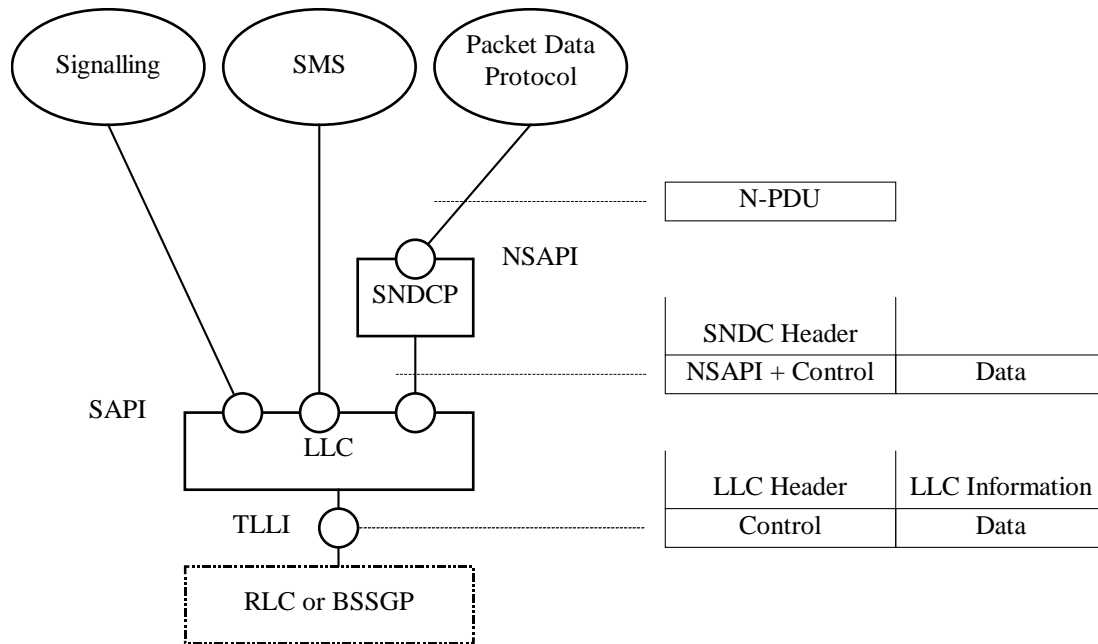 Signalling
SMS
Packet Data
Protocol
N-PDU
NSAPI
SNDCP
SNDC Header
NSAPI + Control
Data
SAPI
LLC
LLC Header
LLC Information
TLLI
Control
Data
RLC or BSSGP